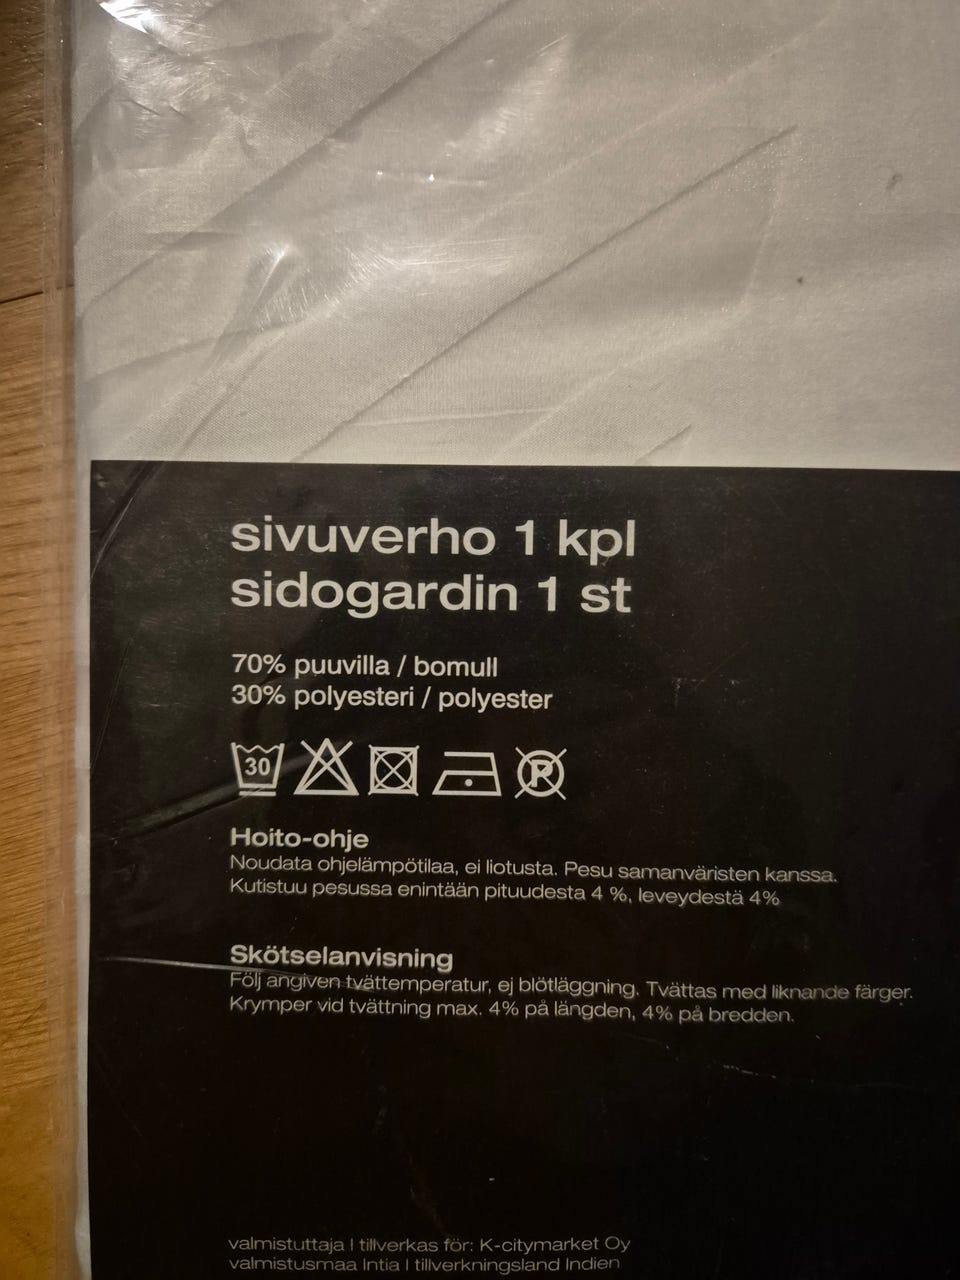 sivuverho 1 kpl
sidogardin 1 st
70% puuvilla / bomull
30% polyesteri / polyester
30 P
Hoito-ohje
Noudata ohjelämpötilaa, ei liotusta. Pesu samanväristen kanssa.
Kutistuu pesussa enintään pituudesta 4 %, leveydestä 4%
Skötselanvisning
Följ angiven tvättemperatur, ej blötläggning. Tvättas med liknande färger.
Krymper vid tvättning max. 4% på längden, 4% på bredden.
valmistuttaja I tillverkas för: K-citymarket Oy
valmistusmaa Intia I tillverkningsland Indien